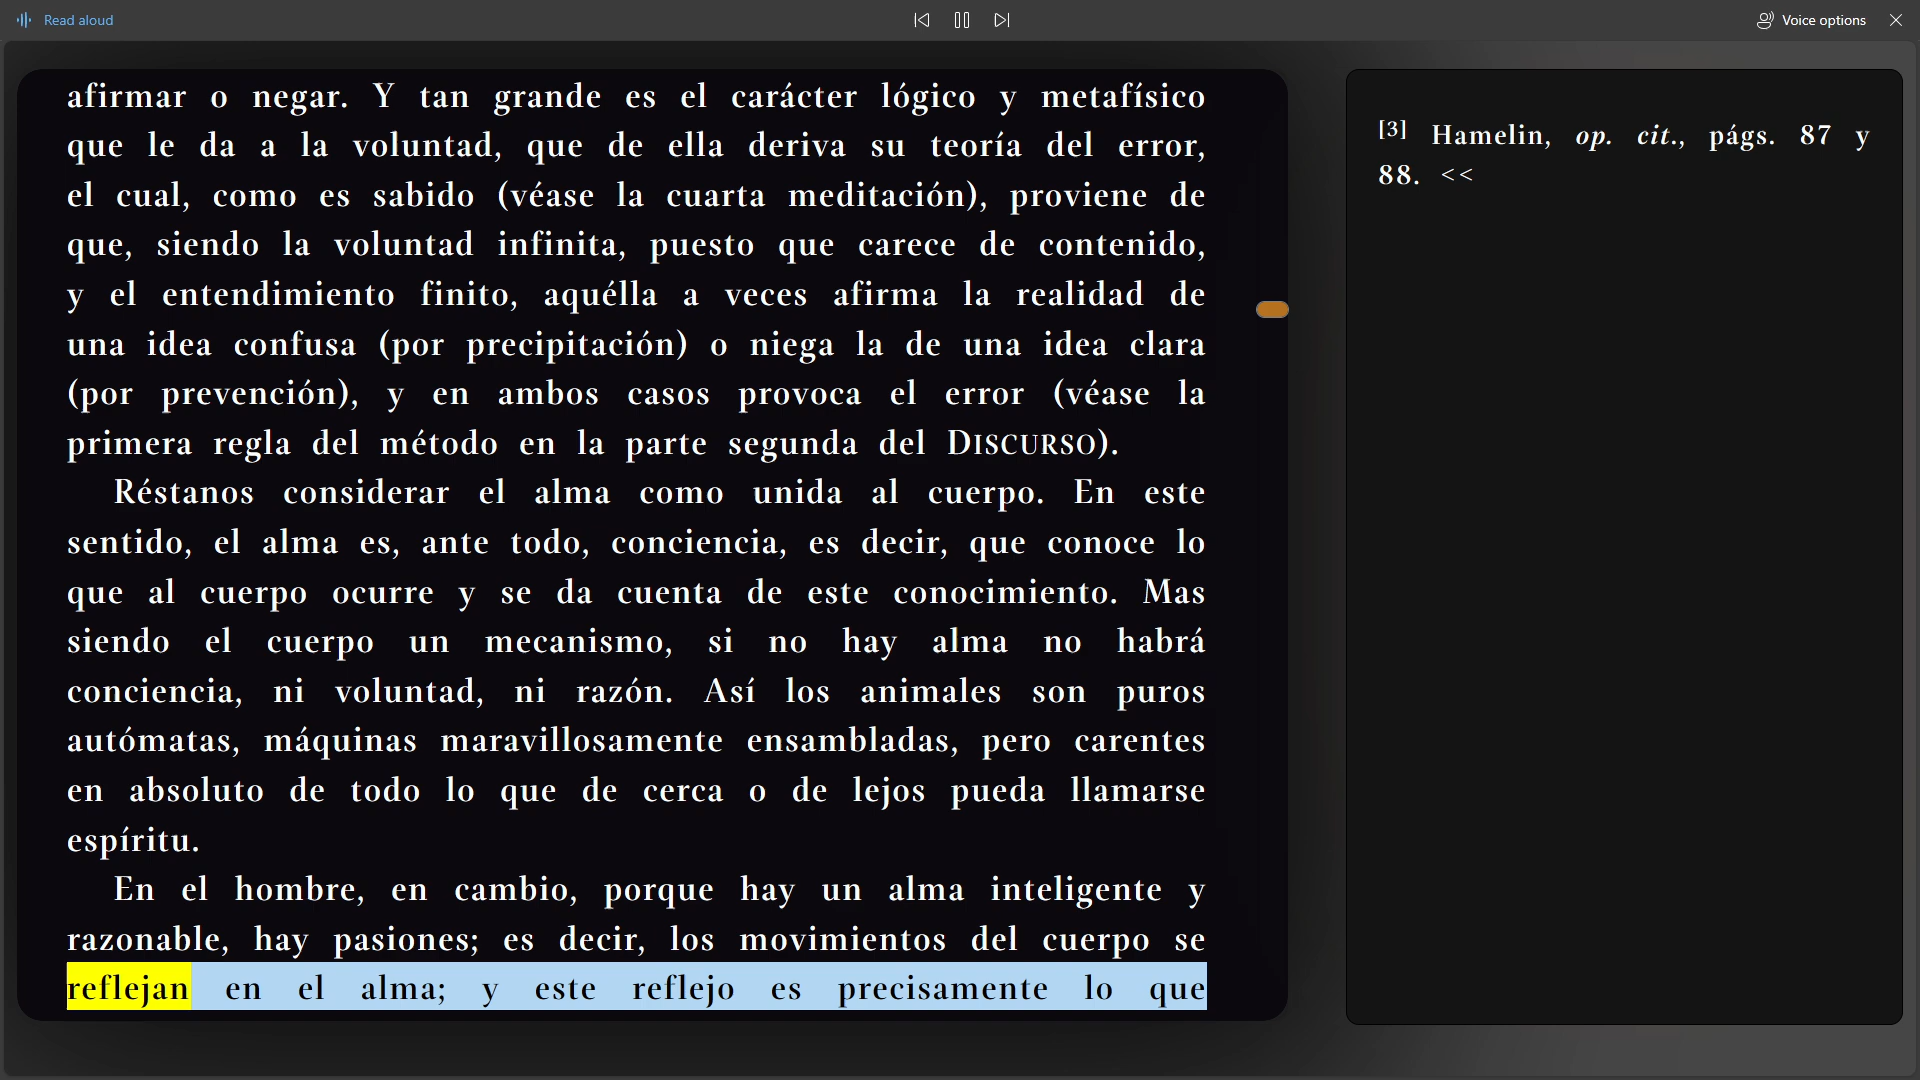 Read aloud
Voice options
afirmar o negar. Y tan grande es el carácter lógico y metafísico
que le da a la voluntad, que de ella deriva su teoría del error,
el cual, como es sabido (véase la cuarta meditación), proviene de
que, siendo la voluntad infinita, puesto que carece de contenido,
y el entendimiento finito, aquélla a veces afirma la realidad de
una idea confusa (por precipitación) o niega la de una idea clara
(por prevención), y en ambos casos provoca el error (véase la
primera regla del método en la parte segunda del DISCURSO).
Réstanos considerar el alma como unida al cuerpo. En este
sentido, el alma es, ante todo, conciencia, es decir, que conoce lo
que al cuerpo ocurre y se da cuenta de este conocimiento. Mas
siendo el cuerpo un mecanismo, si no hay alma no habrá
conciencia, ni voluntad, ni razón. Así los animales son puros
autómatas, máquinas maravillosamente ensambladas, pero carentes
en absoluto de todo lo que de cerca o de lejos pueda llamarse
espíritu.
En el hombre, en cambio, porque hay un alma inteligente y
razonable, hay pasiones; es decir, los movimientos del cuerpo se
reflejan en el alma; y este reflejo es precisamente lo que
[3] Hamelin, op. cit., págs. 87 y
88. <<